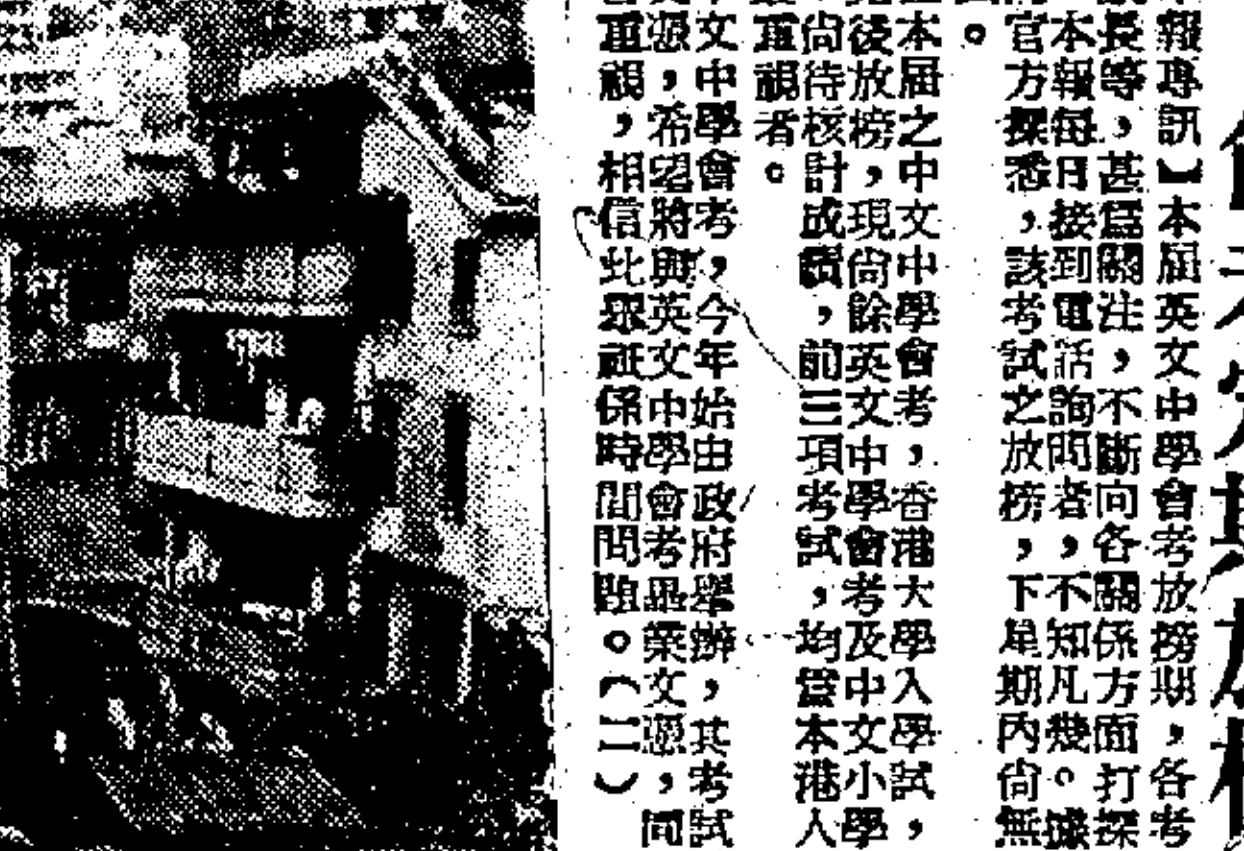 報專訊】本屆英文中學會考放榜期，各考
長等，甚爲關注，不斷向各關係方面打探
本報每日接到電話詢問者，不知凡幾。據
官方探悉，該考試之放榜，下星期內尙無
。
本屆之中文中學會考，香港大學入學試，
後放榜，現尙餘英文中學會考及中文小學
尙待核計成績，前三項考試，均爲本港人
重視者。
文中學會考，今年始由政府舉辦，其考試
憑，希望將與英文中學會考畢業文憑，同
重視，相信此環祗係時間問題。（二）